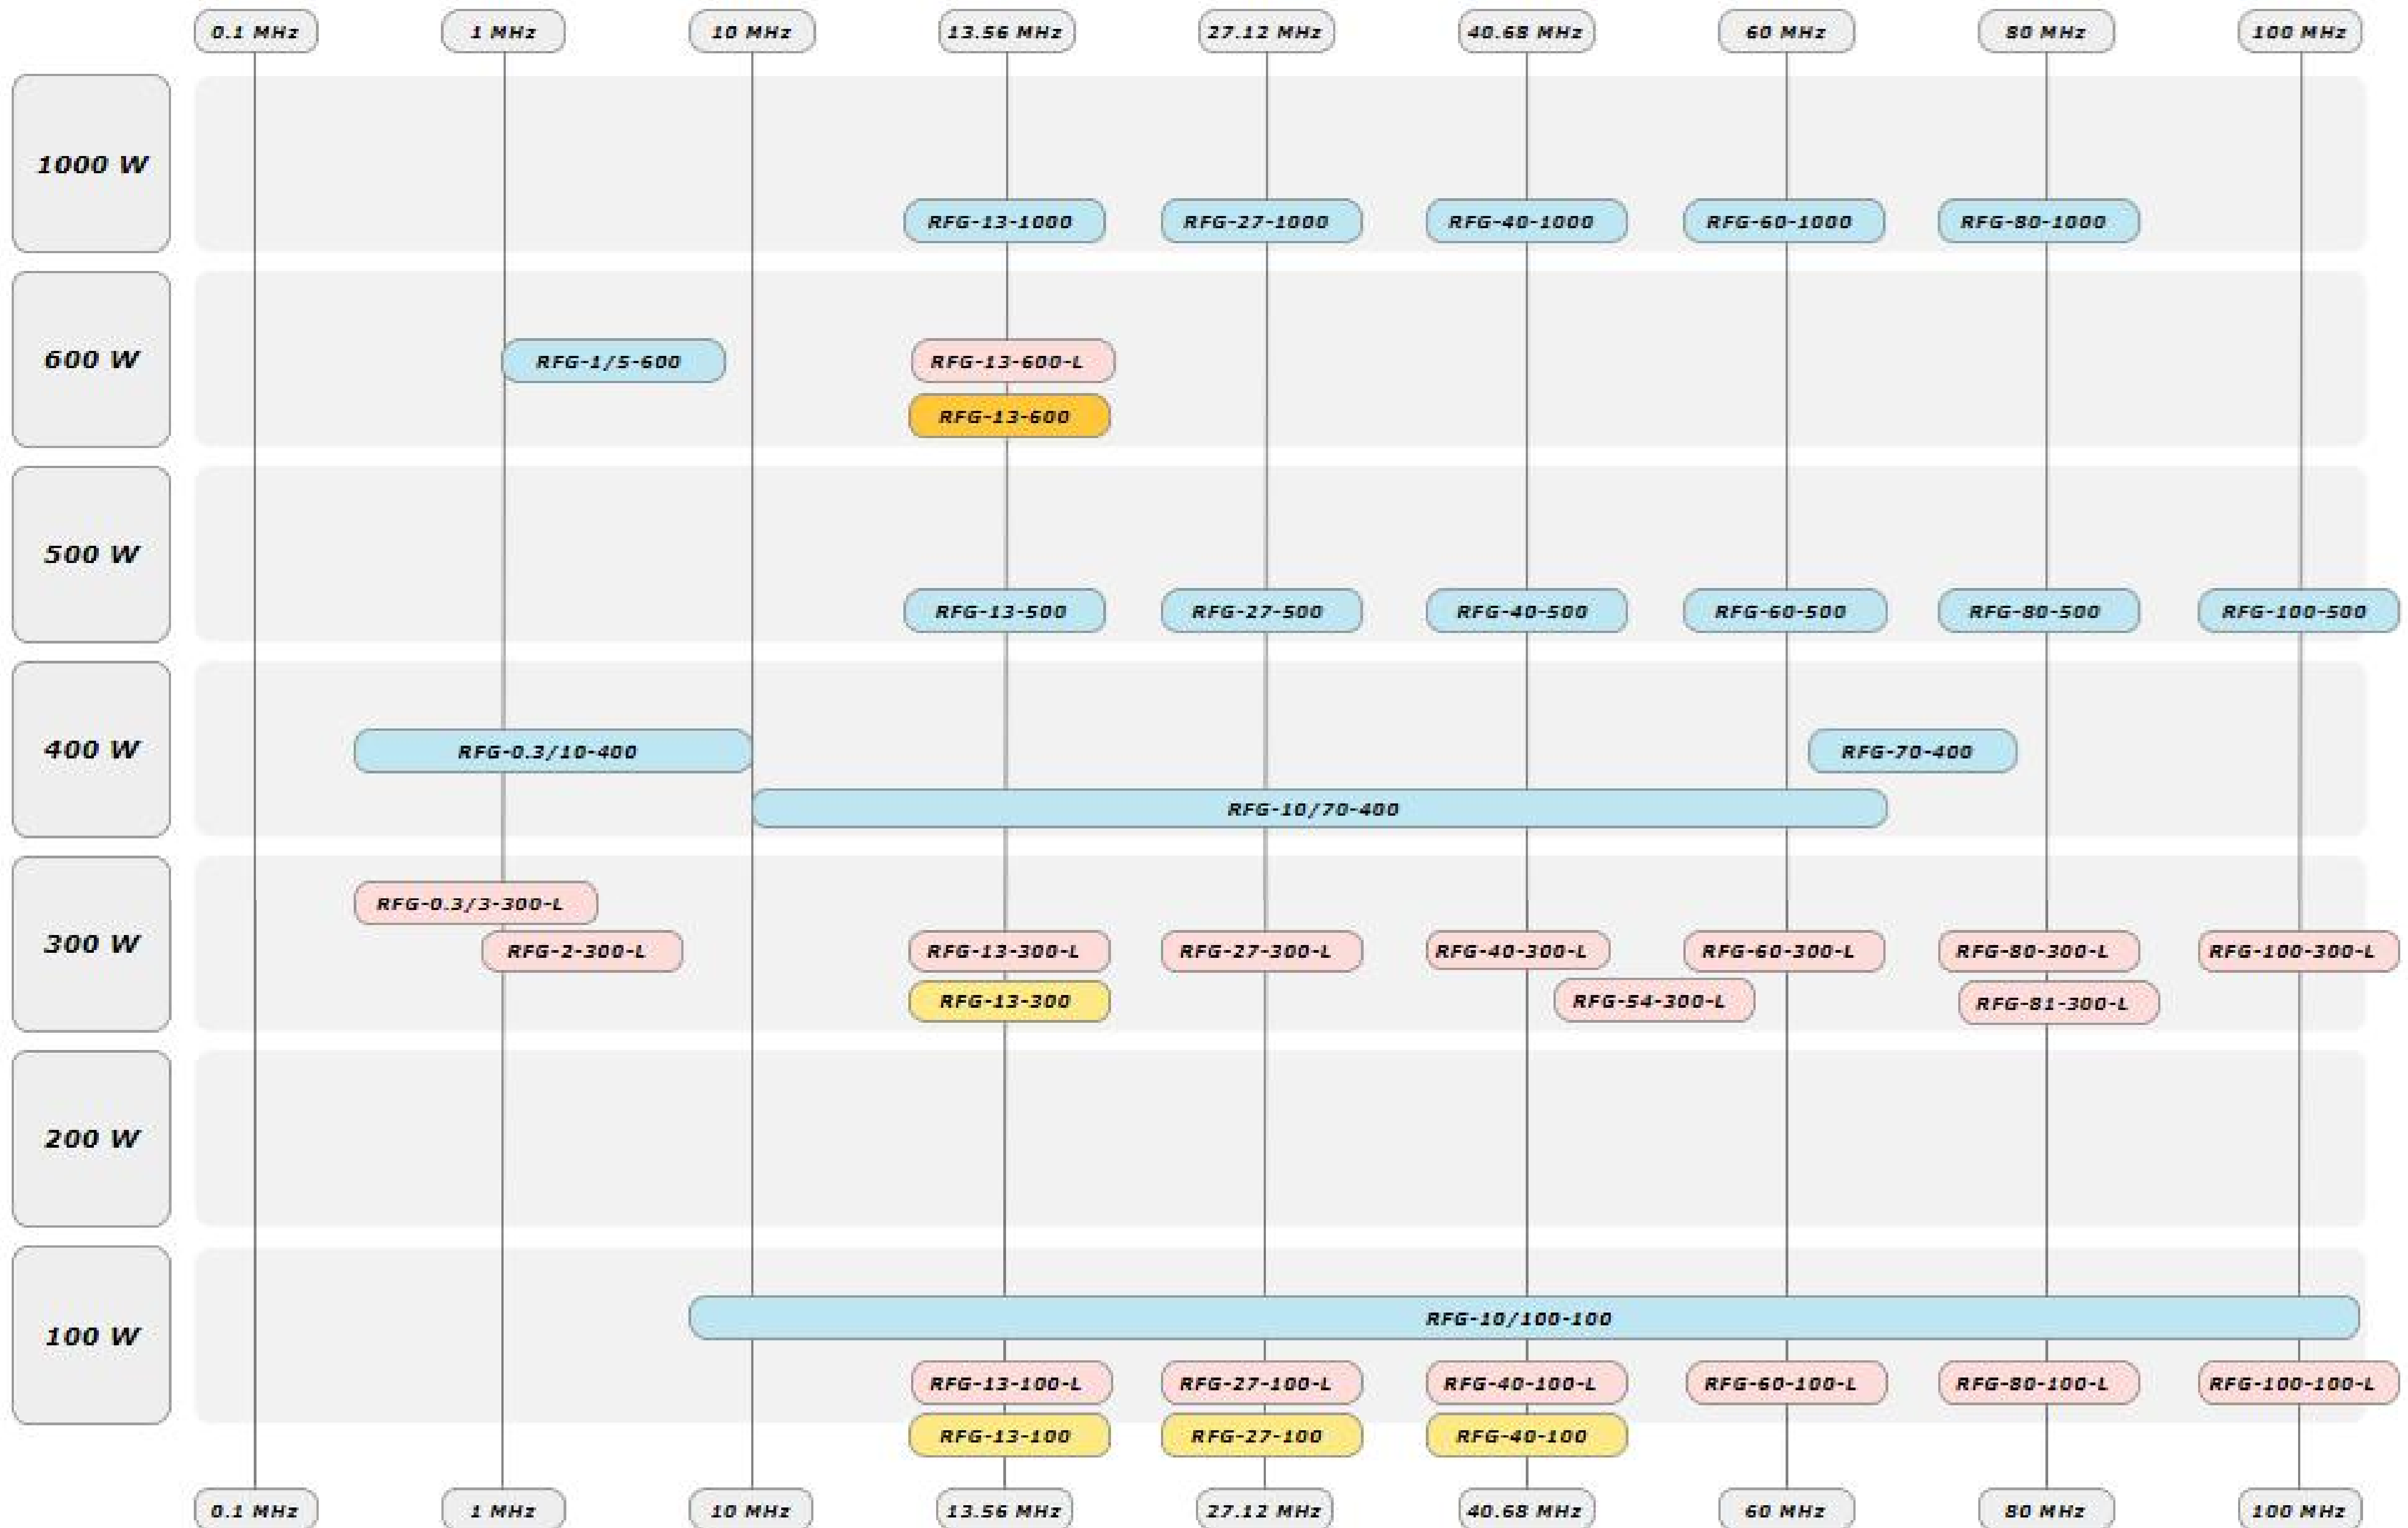 0.1 MHz
1 MHz
10 MHz
13.56 MHz
27.12 MHz
40.68 MHz
60 MHz
80 MHz
100 MHz
1000 W
RFG-13-1000
RFG-27-1000
RFG-40-1000
RFG-60-1000
RFG-80-1000
600 W
RFG-1/5-600
RFG-13-600-L
RFG-13-600
500 W
RFG-13-500
RFG-27-500
RFG-40-500
RFG-60-500
RFG-80-500
RFG-100-500
400 W
RFG-0.3/10-400
RFG-70-400
RFG-10/70-400
300 W
RFG-0.3/3-300-L
RFG-2-300-L
RFG-13-300-L
RFG-27-300-L
RFG-40-300-L
RFG-60-300-L
RFG-80-300-L
RFG-100-300-L
RFG-13-300
RFG-54-300-L
RFG-81-300-L
200 W
100 W
RFG-10/100-100
RFG-13-100-L
RFG-27-100-L
RFG-40-100-L
RFG-60-100-L
RFG-80-100-L
RFG-100-100-L
RFG-13-100
RFG-27-100
RFG-40-100
0.1 MHz
1 MHz
10 MHz
13.56 MHz
27.12 MHz
40.68 MHz
60 MHz
80 MHz
100 MHz